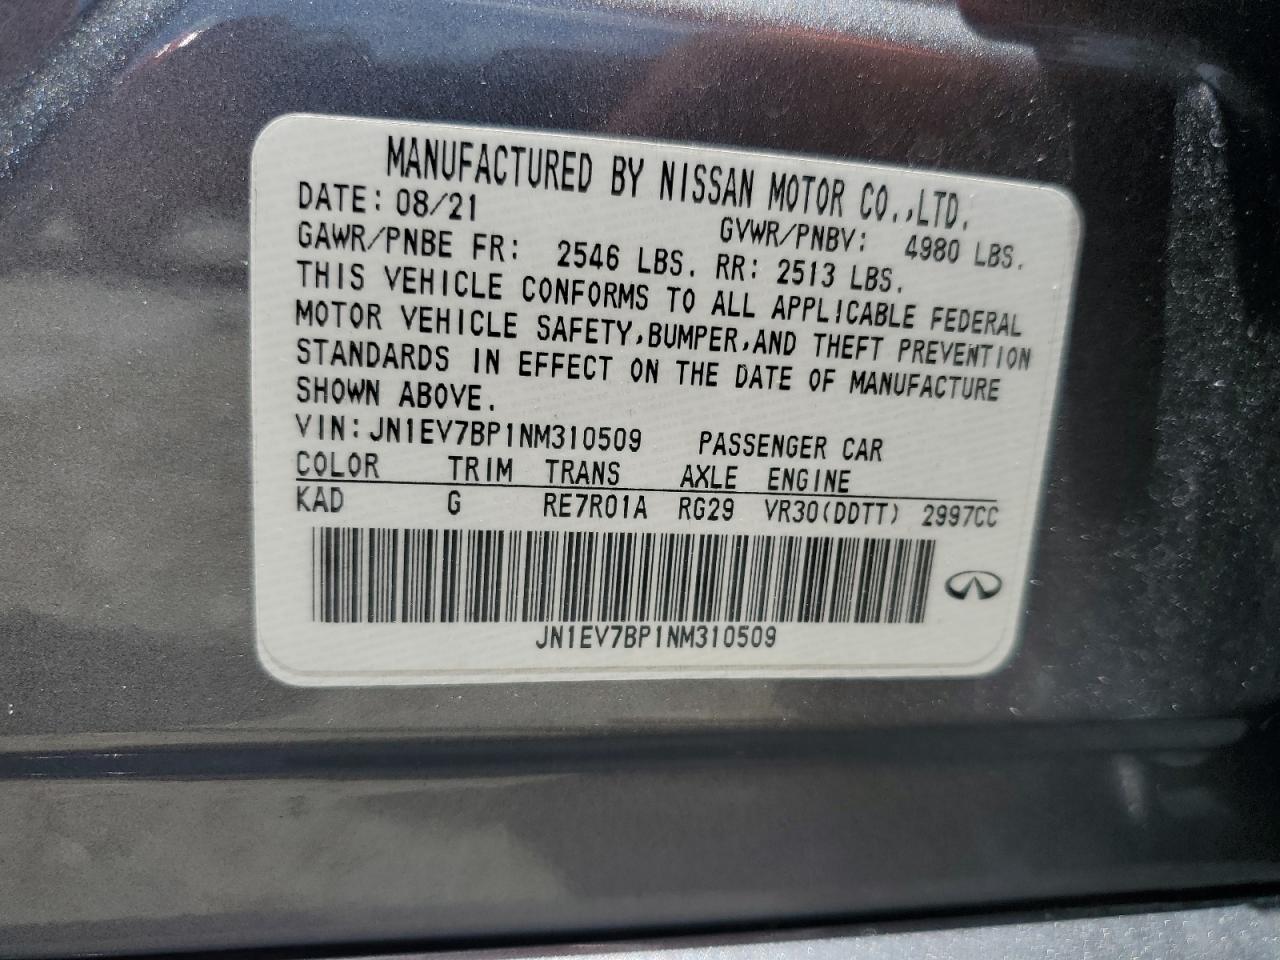 MANUFACTURED BY NISSAN MOTOR CO.,LTD.
DATE: 08/21 GVWR/PNBV: 4980 LBS.
GAWR/PNBE FR: 2546 LBS. RR: 2513 LBS.
THIS VEHICLE CONFORMS TO ALL APPLICABLE FEDERAL
MOTOR VEHICLE SAFETY,BUMPER,AND THEFT PREVENTION
STANDARDS IN EFFECT ON THE DATE OF MANUFACTURE
SHOWN ABOVE.
VIN: JN1EV7BP1NM310509 PASSENGER CAR
COLOR TRIM TRANS AXLE ENGINE
KAD G RE7R01A RG29 VR30(DDTT) 2997CC
JN1EV7BP1NM310509